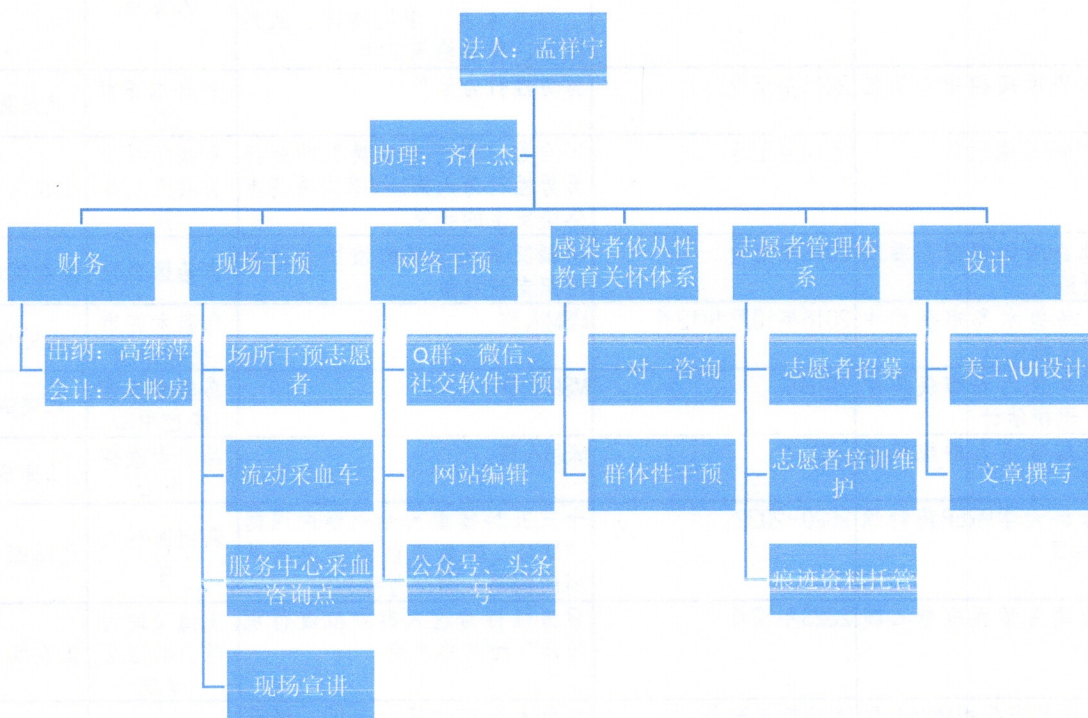 法人：孟祥宁
助理：齐仁杰
财务
现场干预
网络干预
感染者依从性
教育关怀体系
志愿者管理体
系
设计
出纳：高继萍
会计：大帐房
场所干预志愿
者
Q群、微信、
社交软件干预
一对一咨询
志愿者招募
美工\UI设计
流动采血车
网站编辑
群体性干预
志愿者培训维
护
文章撰写
服务中心采血
咨询点
公众号、头条
号
痕迹资料托管
现场宣讲